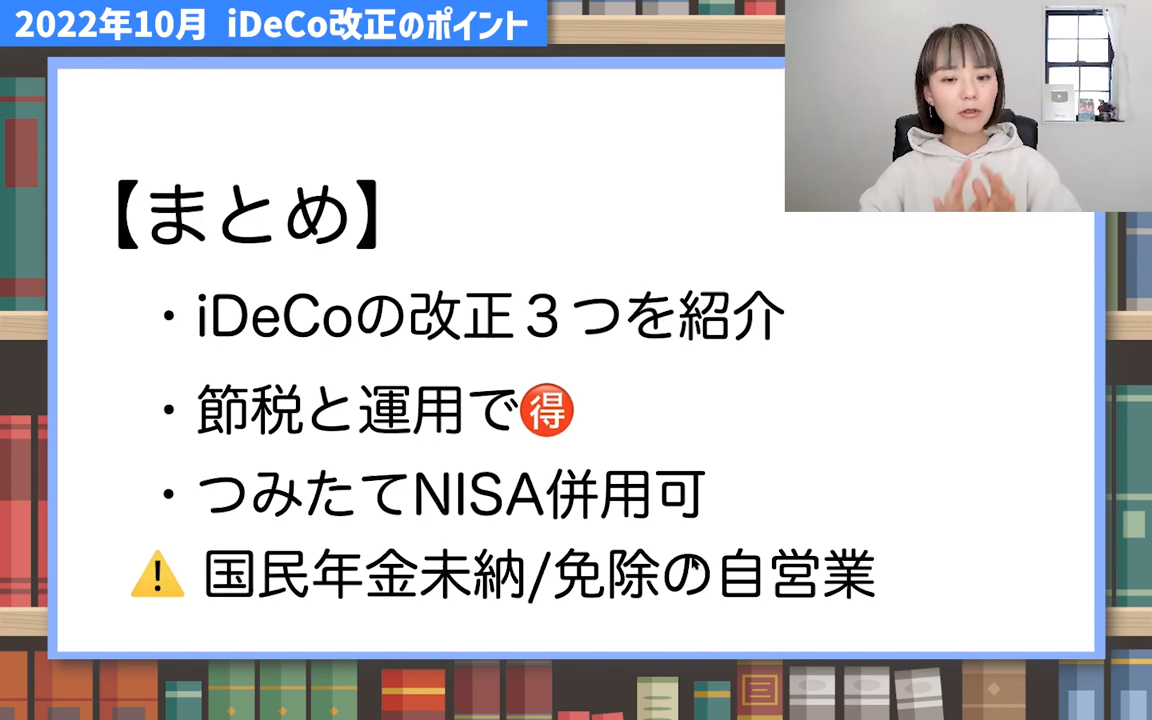 2022年10月 iDeCo改正のポイント
【まとめ】
・iDeCoの改正３つを紹介
・節税と運用で🉐
・つみたてNISA併用可
⚠️ 国民年金未納/免除の自営業